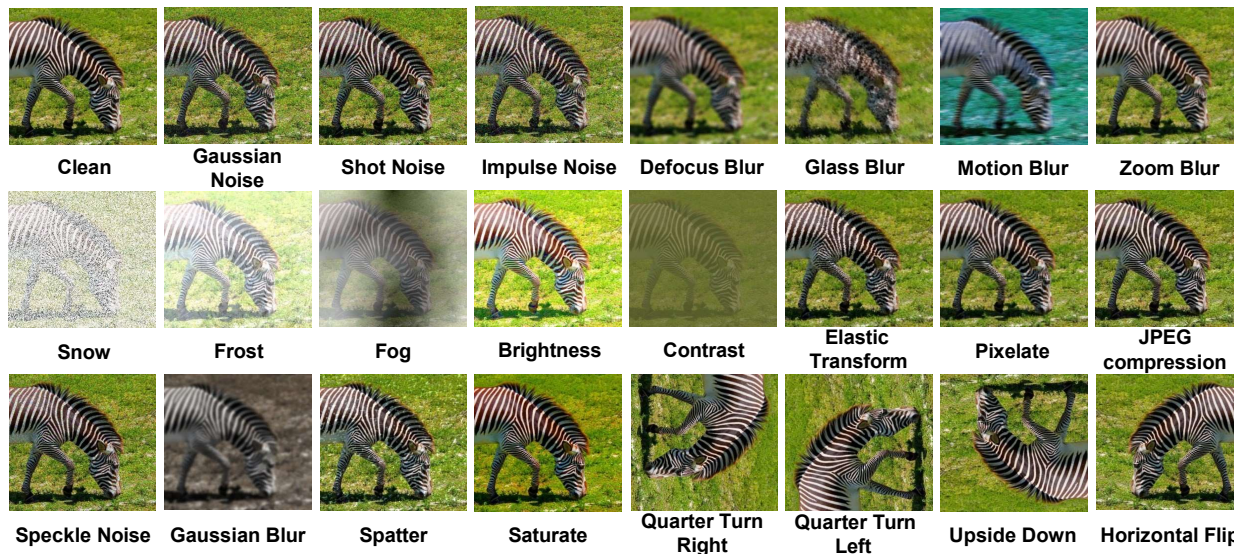 Clean
Gaussian
Noise
Shot Noise
Impulse Noise
Defocus Blur
Glass Blur
Motion Blur
Zoom Blur
Snow
Frost
Fog
Brightness
Contrast
Elastic
Transform
Pixelate
JPEG
compression
Speckle Noise
Gaussian Blur
Spatter
Saturate
Quarter Turn
Right
Quarter Turn
Left
Upside Down
Horizontal Flip